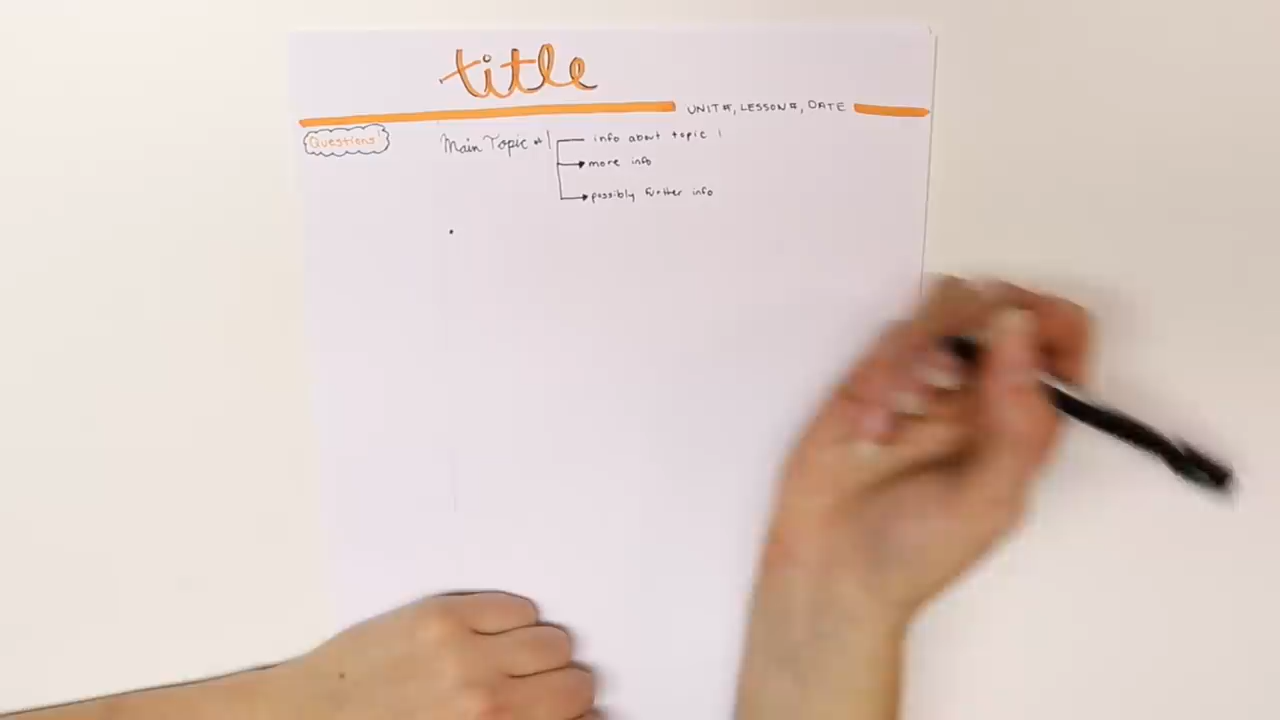 title
UNIT #, LESSON #, DATE
Questions!
Main Topic #1
info about topic 1
more info
possibly further info